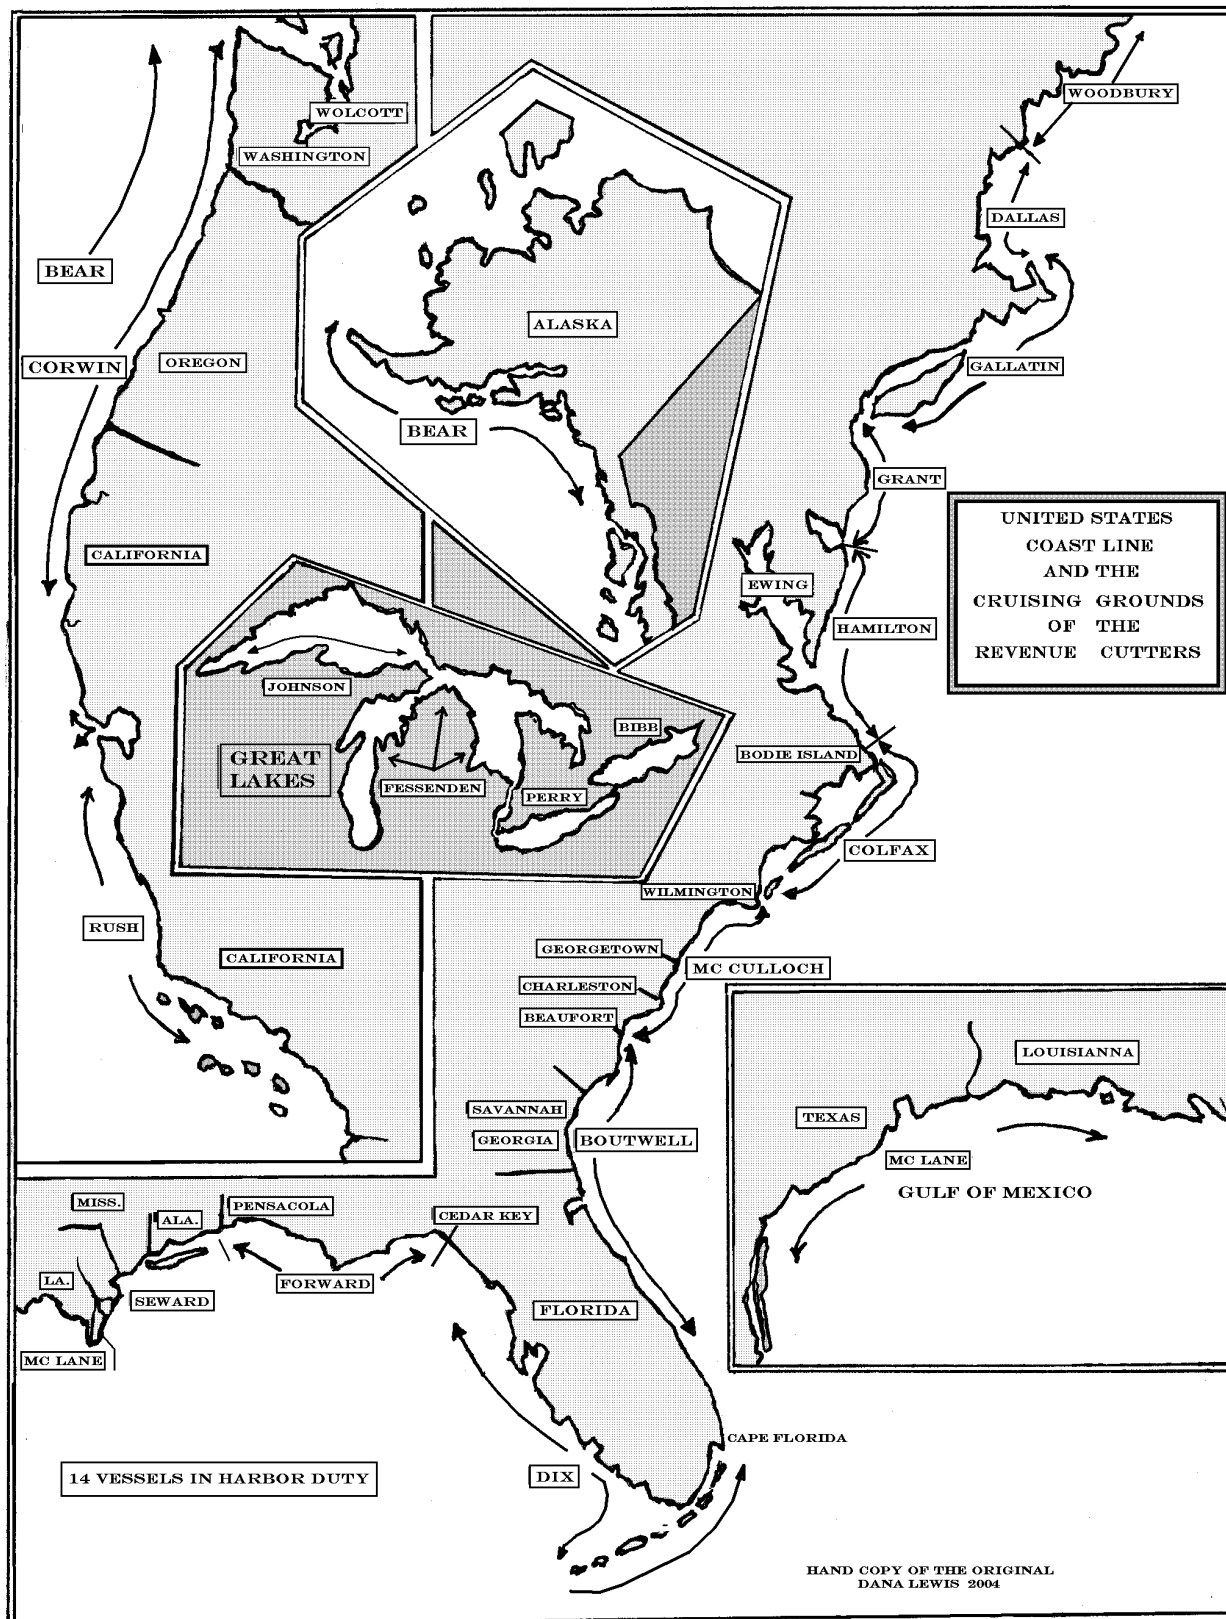 WOLCOTT
WASHINGTON
BEAR
CORWIN
OREGON
CALIFORNIA
ALASKA
BEAR
WOODBURY
DALLAS
GALLATIN
GRANT
UNITED STATES
COAST LINE
AND THE
CRUISING GROUNDS
OF THE
REVENUE CUTTERS
EWING
HAMILTON
JOHNSON
GREAT
LAKES
BIBB
FESSENDEN
PERRY
BODIE ISLAND
COLFAX
WILMINGTON
RUSH
CALIFORNIA
GEORGETOWN
MC CULLOCH
CHARLESTON
BEAUFORT
SAVANNAH
GEORGIA
BOUTWELL
LOUISIANNA
TEXAS
MC LANE
GULF OF MEXICO
MISS.
ALA.
PENSACOLA
CEDAR KEY
LA.
SEWARD
FORWARD
FLORIDA
MC LANE
CAPE FLORIDA
14 VESSELS IN HARBOR DUTY
DIX
HAND COPY OF THE ORIGINAL
DANA LEWIS 2004